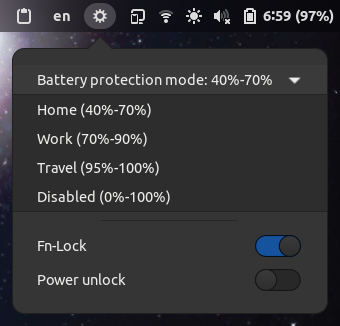 en 6:59 (97%)
Battery protection mode: 40%-70%
Home (40%-70%)
Work (70%-90%)
Travel (95%-100%)
Disabled (0%-100%)
Fn-Lock
Power unlock